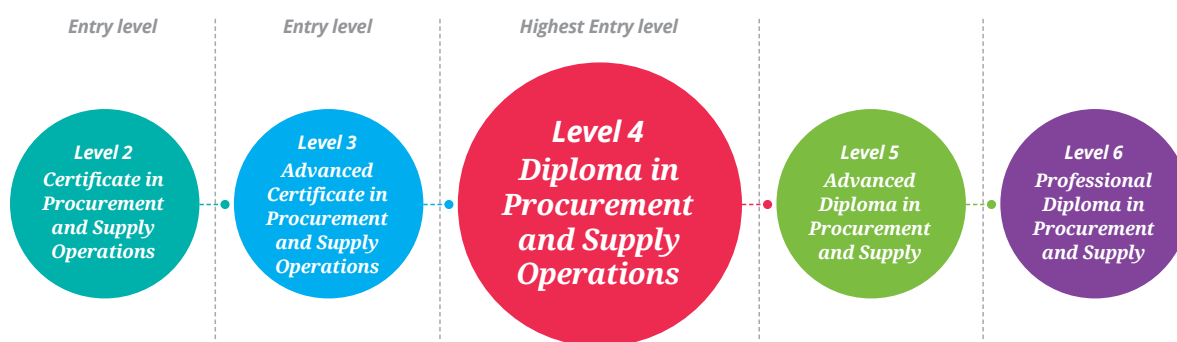 Entry level
Entry level
Highest Entry level
Level 2
Certificate in
Procurement
and Supply
Operations
Level 3
Advanced
Certificate in
Procurement
and Supply
Operations
Level 4
Diploma in
Procurement
and Supply
Operations
Level 5
Advanced
Diploma in
Procurement
and Supply
Level 6
Professional
Diploma in
Procurement
and Supply